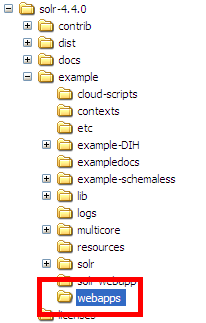 solr-4.4.0
contrib
dist
docs
example
cloud-scripts
contexts
etc
example-DIH
exampledocs
example-schemaless
lib
logs
multicore
resources
solr
solr-webapp
webapps
licenses